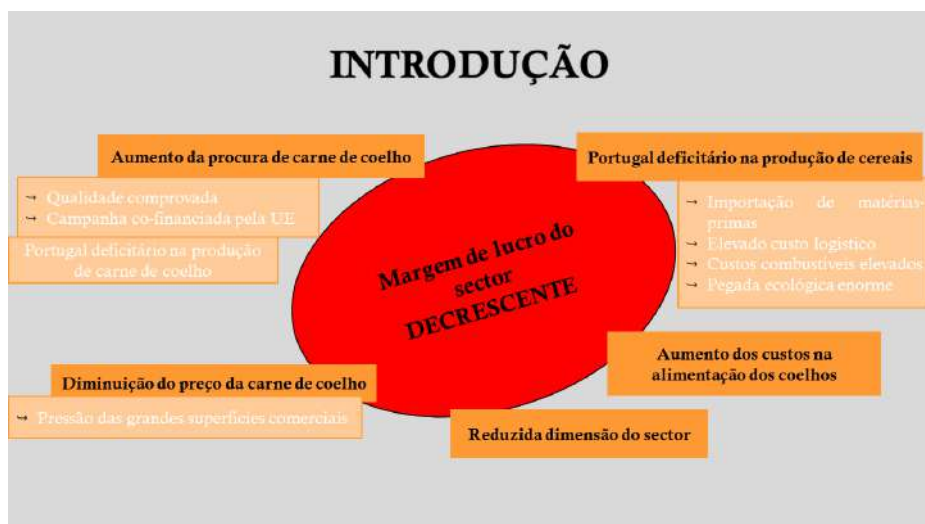 INTRODUÇÃO
Aumento da procura de carne de coelho
→ Qualidade comprovada
→ Campanha co-financiada pela UE
Portugal deficitário na produção
de carne de coelho
Portugal deficitário na produção de cereais
→ Importação de matérias-
primas
→ Elevado custo logístico
→ Custos combustíveis elevados
→ Pegada ecológica enorme
Margem de lucro do
sector
DECRESCENTE
Aumento dos custos na
alimentação dos coelhos
Diminuição do preço da carne de coelho
→ Pressão das grandes superfícies comerciais
Reduzida dimensão do sector